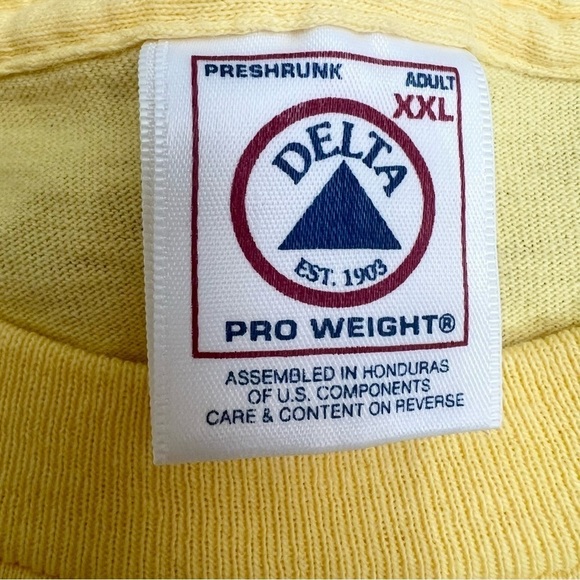 PRESHRUNK
ADULT
XXL
DELTA
EST. 1903
PRO WEIGHT®
ASSEMBLED IN HONDURAS
OF U.S. COMPONENTS
CARE & CONTENT ON REVERSE